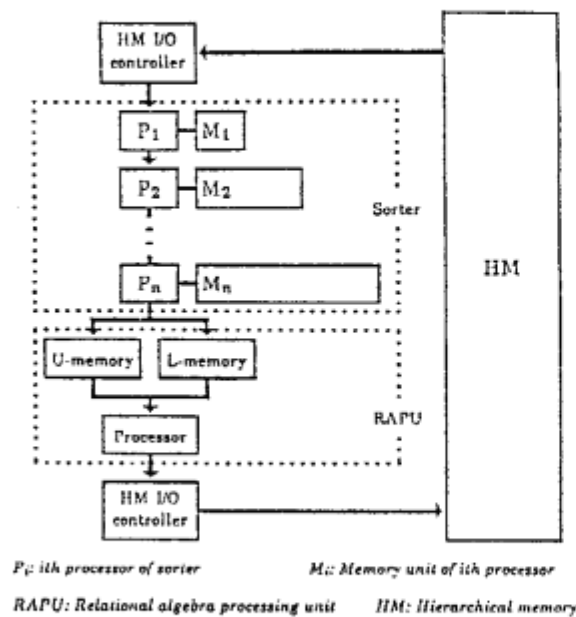 HM I/O
controller
P1 M1
P2 M2
Sorter
HM
Pn Mn
U-memory L-memory
RAPU
Processor
HM I/O
controller
Pi: ith processor of sorter Mi: Memory unit of ith processor
RAPU: Relational algebra processing unit HM: Hierarchical memory